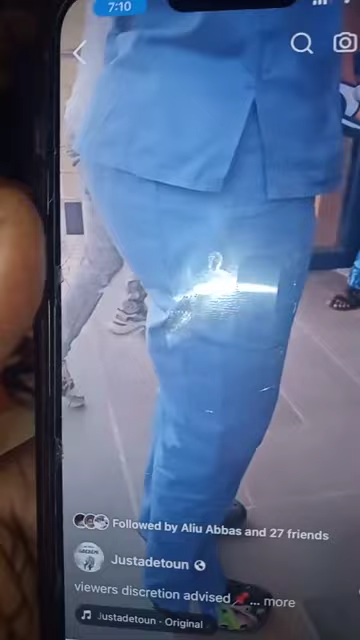 7:10
Followed by Aliu Abbas and 27 friends
Justadetoun
viewers discretion advised 📌... more
Justadetoun · Original